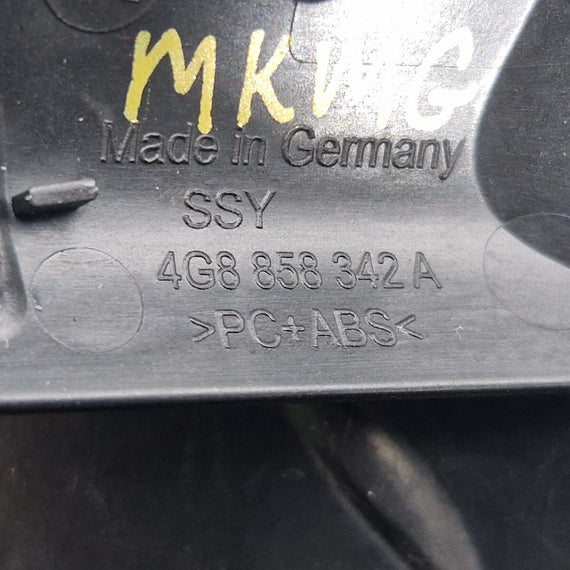 MKWG
Made in Germany
SSY
4G8 858 342 A
>PC+ABS<